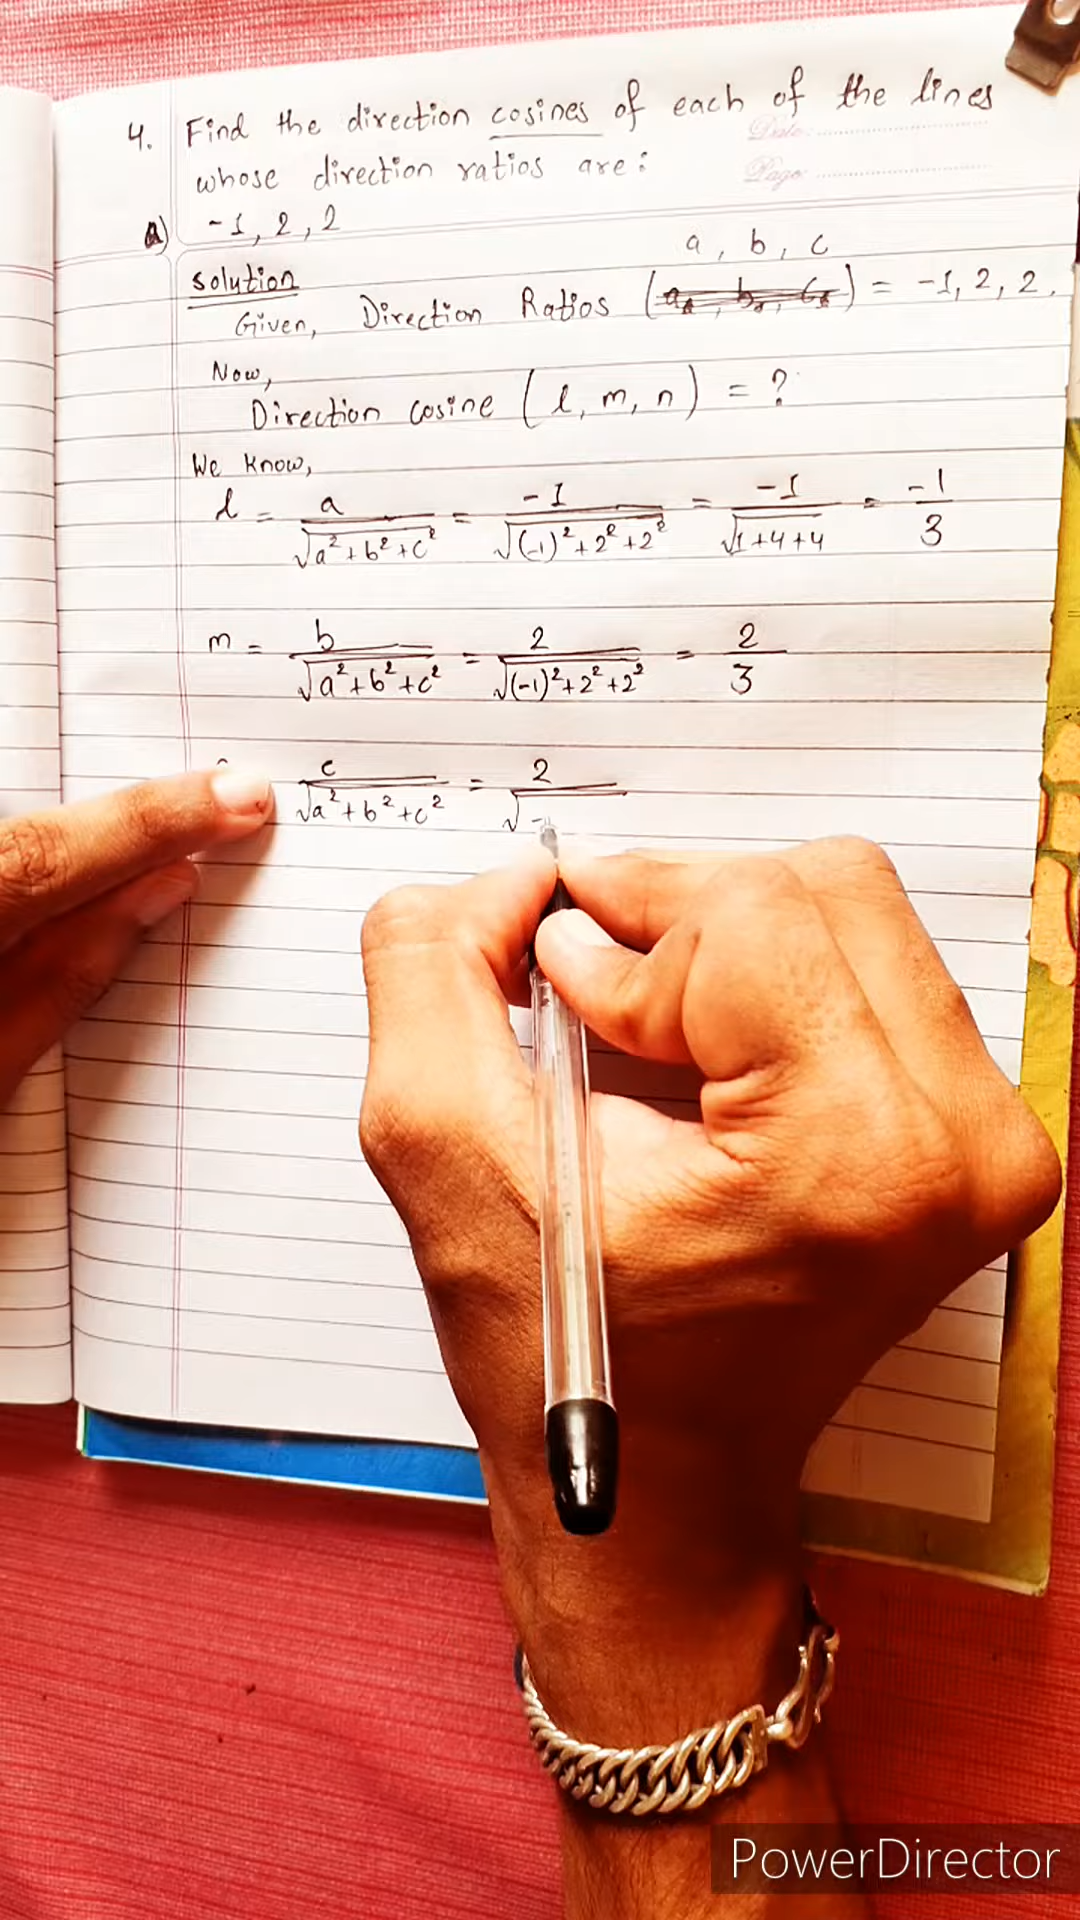 4. Find the direction cosines of each of the lines
Date:
whose direction ratios are:
Page:
a) -1, 2, 2
a, b, c
Solution
Given, Direction Ratios ( ) = -1, 2, 2.
Now,
Direction cosine (l, m, n) = ?
We know,
l = a/√a²+b²+c² = -1/√(-1)²+2²+2² = -1/√1+4+4 = -1/3
m = b/√a²+b²+c² = 2/√(-1)²+2²+2² = 2/3
c/√a²+b²+c² = 2/√-
PowerDirector